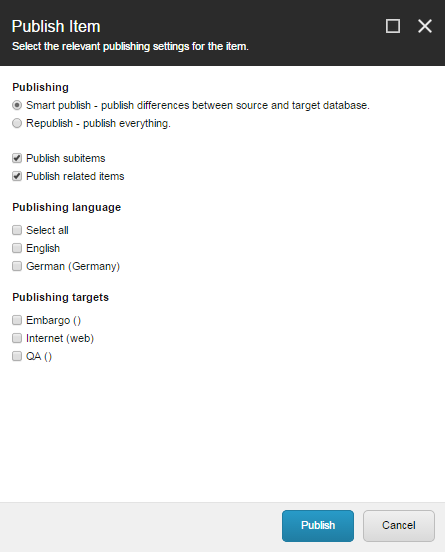 Publish Item
Select the relevant publishing settings for the item.
Publishing
Smart publish - publish differences between source and target database.
Republish - publish everything.
Publish subitems
Publish related items
Publishing language
Select all
English
German (Germany)
Publishing targets
Embargo ()
Internet (web)
QA ()
Publish
Cancel